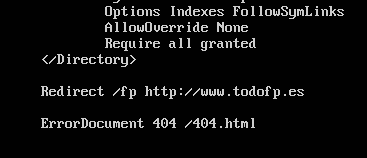 Options Indexes FollowSymLinks
AllowOverride None
Require all granted
</Directory>
Redirect /fp http://www.todofp.es
ErrorDocument 404 /404.html